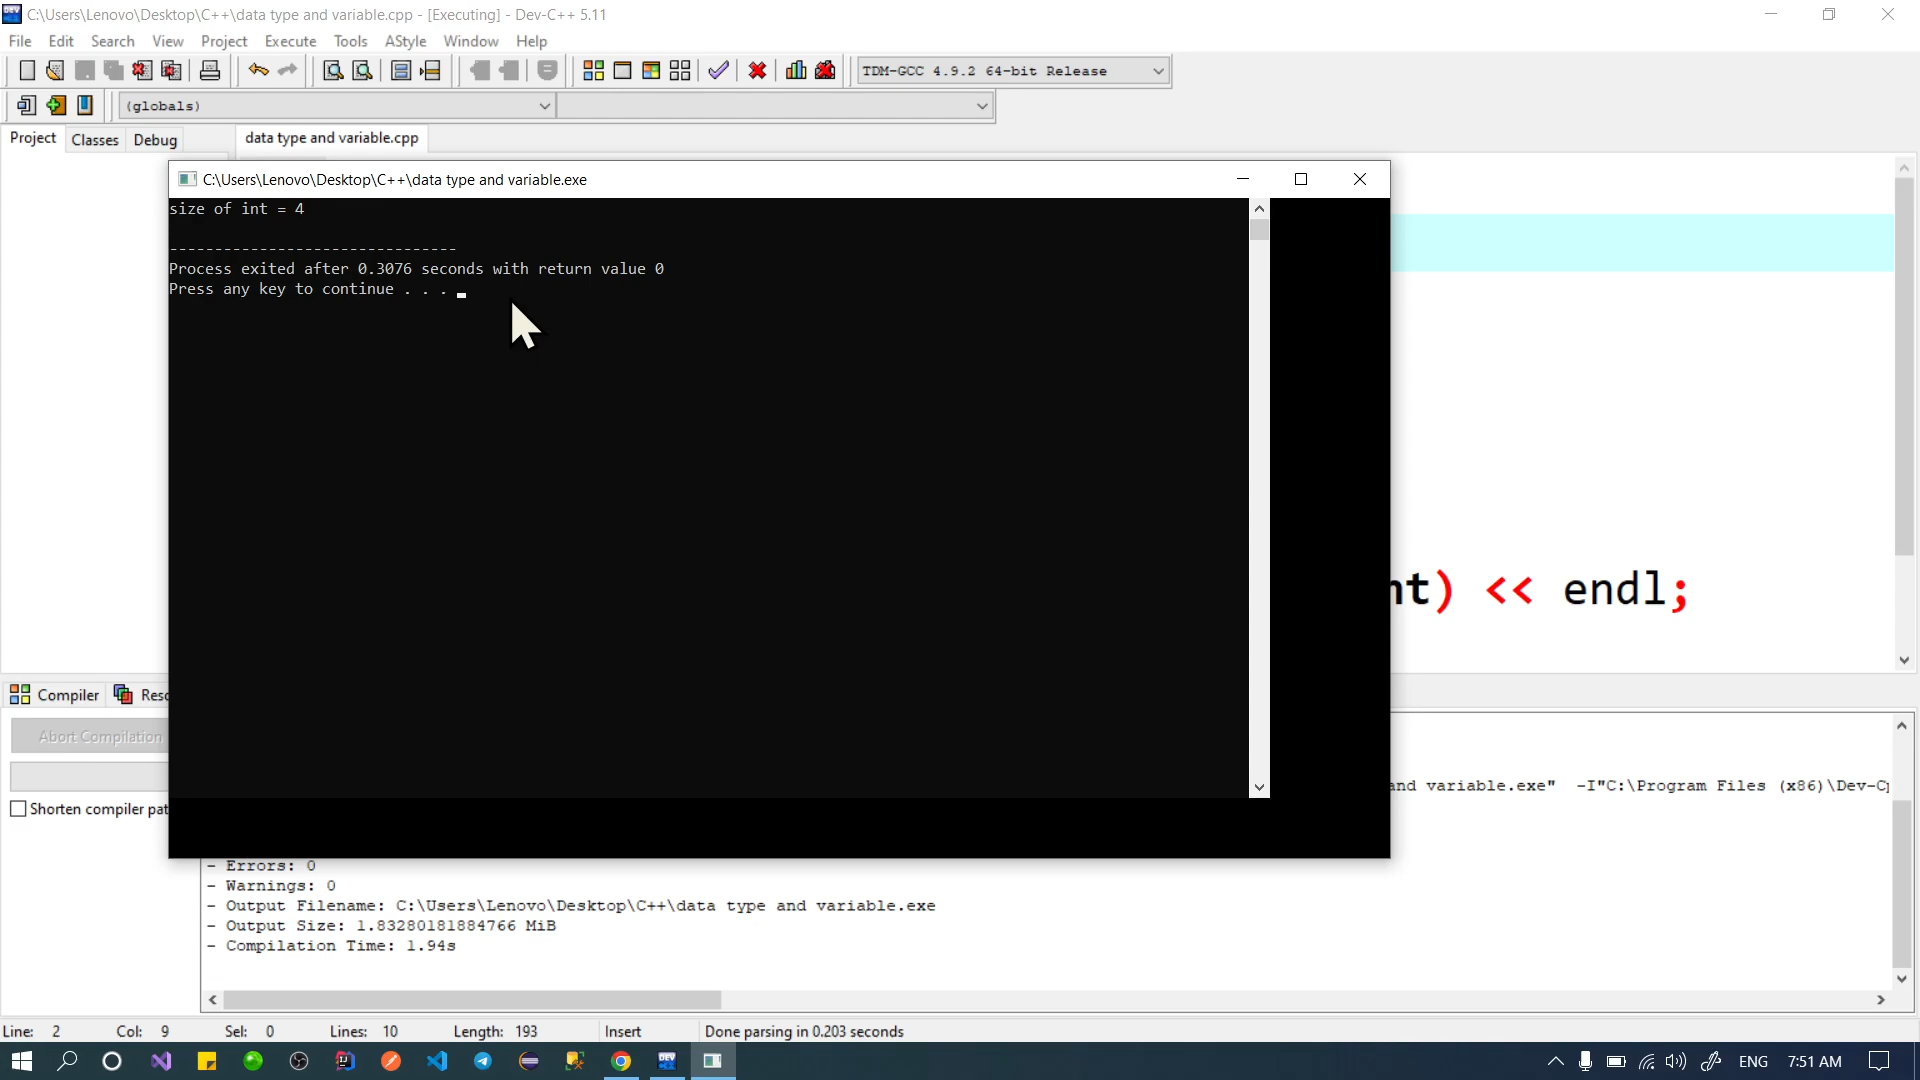 C:\Users\Lenovo\Desktop\C++\data type and variable.cpp - [Executing] - Dev-C++ 5.11
File Edit Search View Project Execute Tools AStyle Window Help
TDM-GCC 4.9.2 64-bit Release
(globals)
Project Classes Debug
data type and variable.cpp
C:\Users\Lenovo\Desktop\C++\data type and variable.exe
size of int = 4
--------------------------------
Process exited after 0.3076 seconds with return value 0
Press any key to continue . . .
nt) << endl;
Compiler
Abort Compilation
and variable.exe" -I"C:\Program Files (x86)\Dev-Cp
Shorten compiler pat
- Errors: 0
- Warnings: 0
- Output Filename: C:\Users\Lenovo\Desktop\C++\data type and variable.exe
- Output Size: 1.83280181884766 MiB
- Compilation Time: 1.94s
Line: 2 Col: 9 Sel: 0 Lines: 10 Length: 193 Insert Done parsing in 0.203 seconds
DEV
ENG 7:51 AM